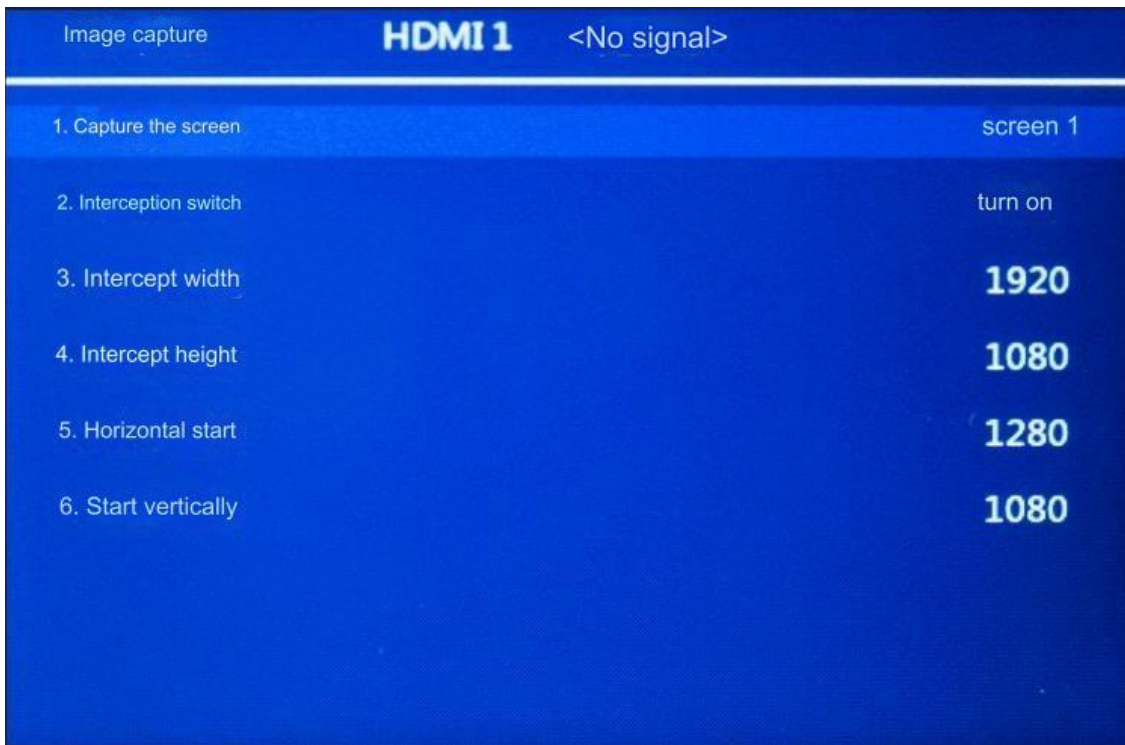 Image capture HDMI 1 <No signal>
1. Capture the screen screen 1
2. Interception switch turn on
3. Intercept width 1920
4. Intercept height 1080
5. Horizontal start 1280
6. Start vertically 1080